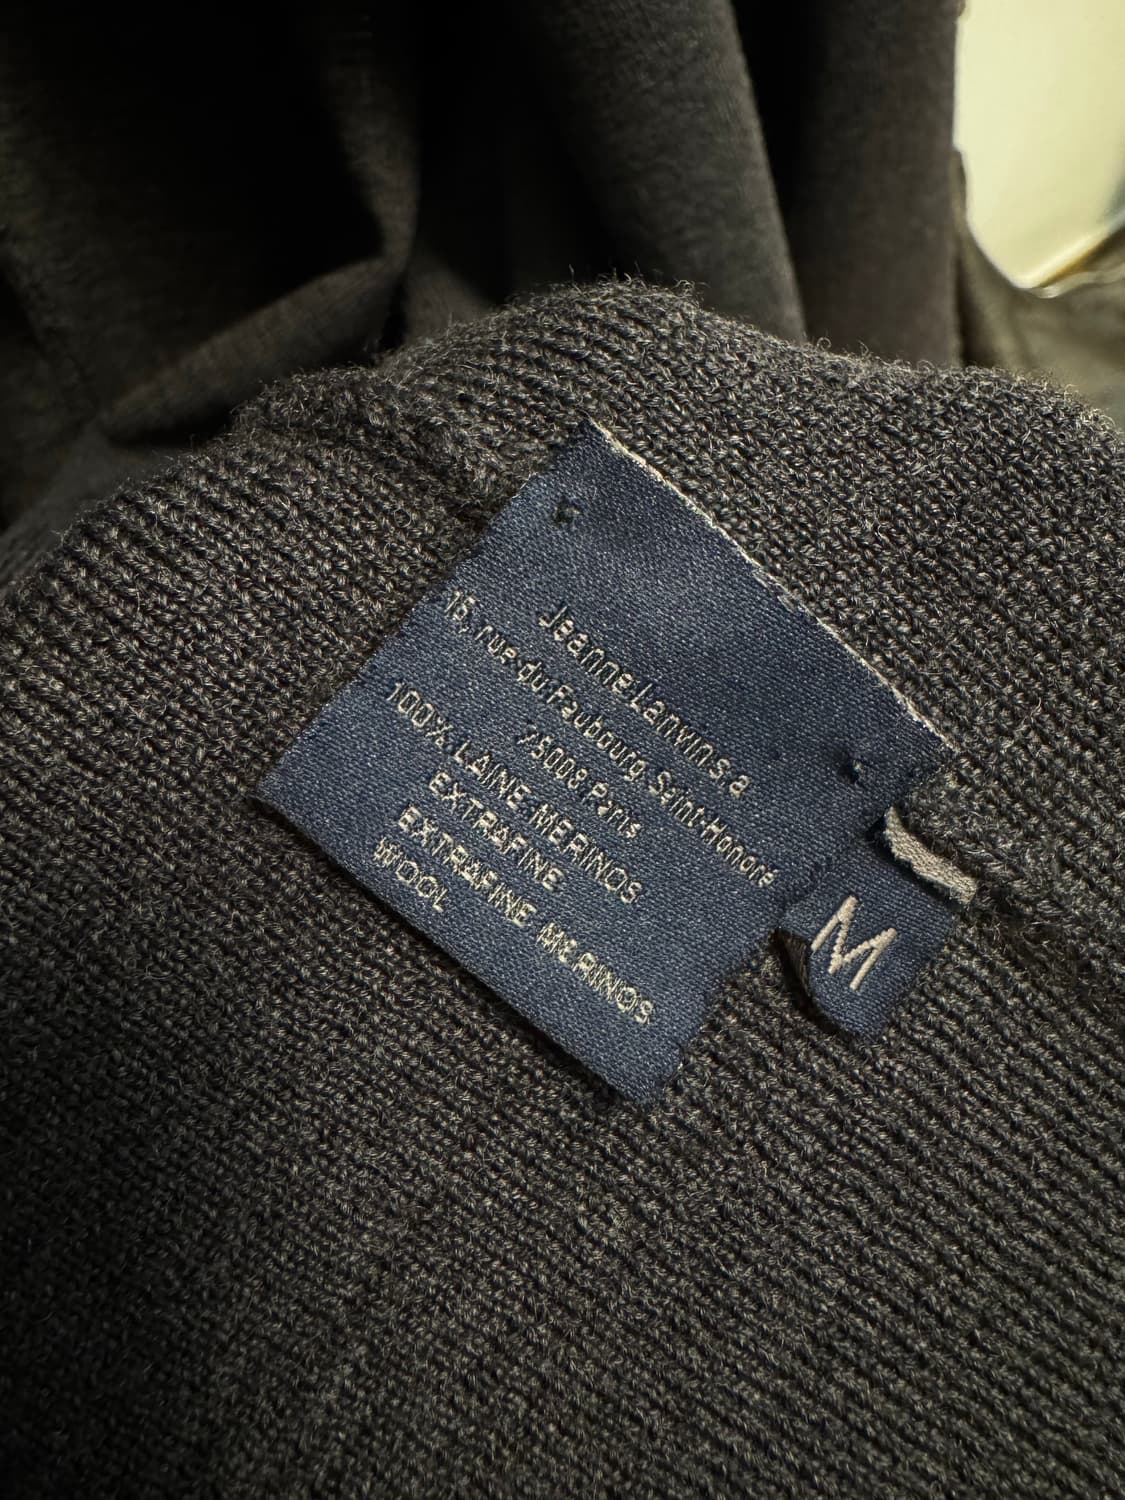 Jeanne Lanvin s a
15, rue du Faubourg Saint Honoré
75008 Paris
100% LAINE MERINOS
EXTRAFINE
EXTRAFINE MERINOS
WOOL
M